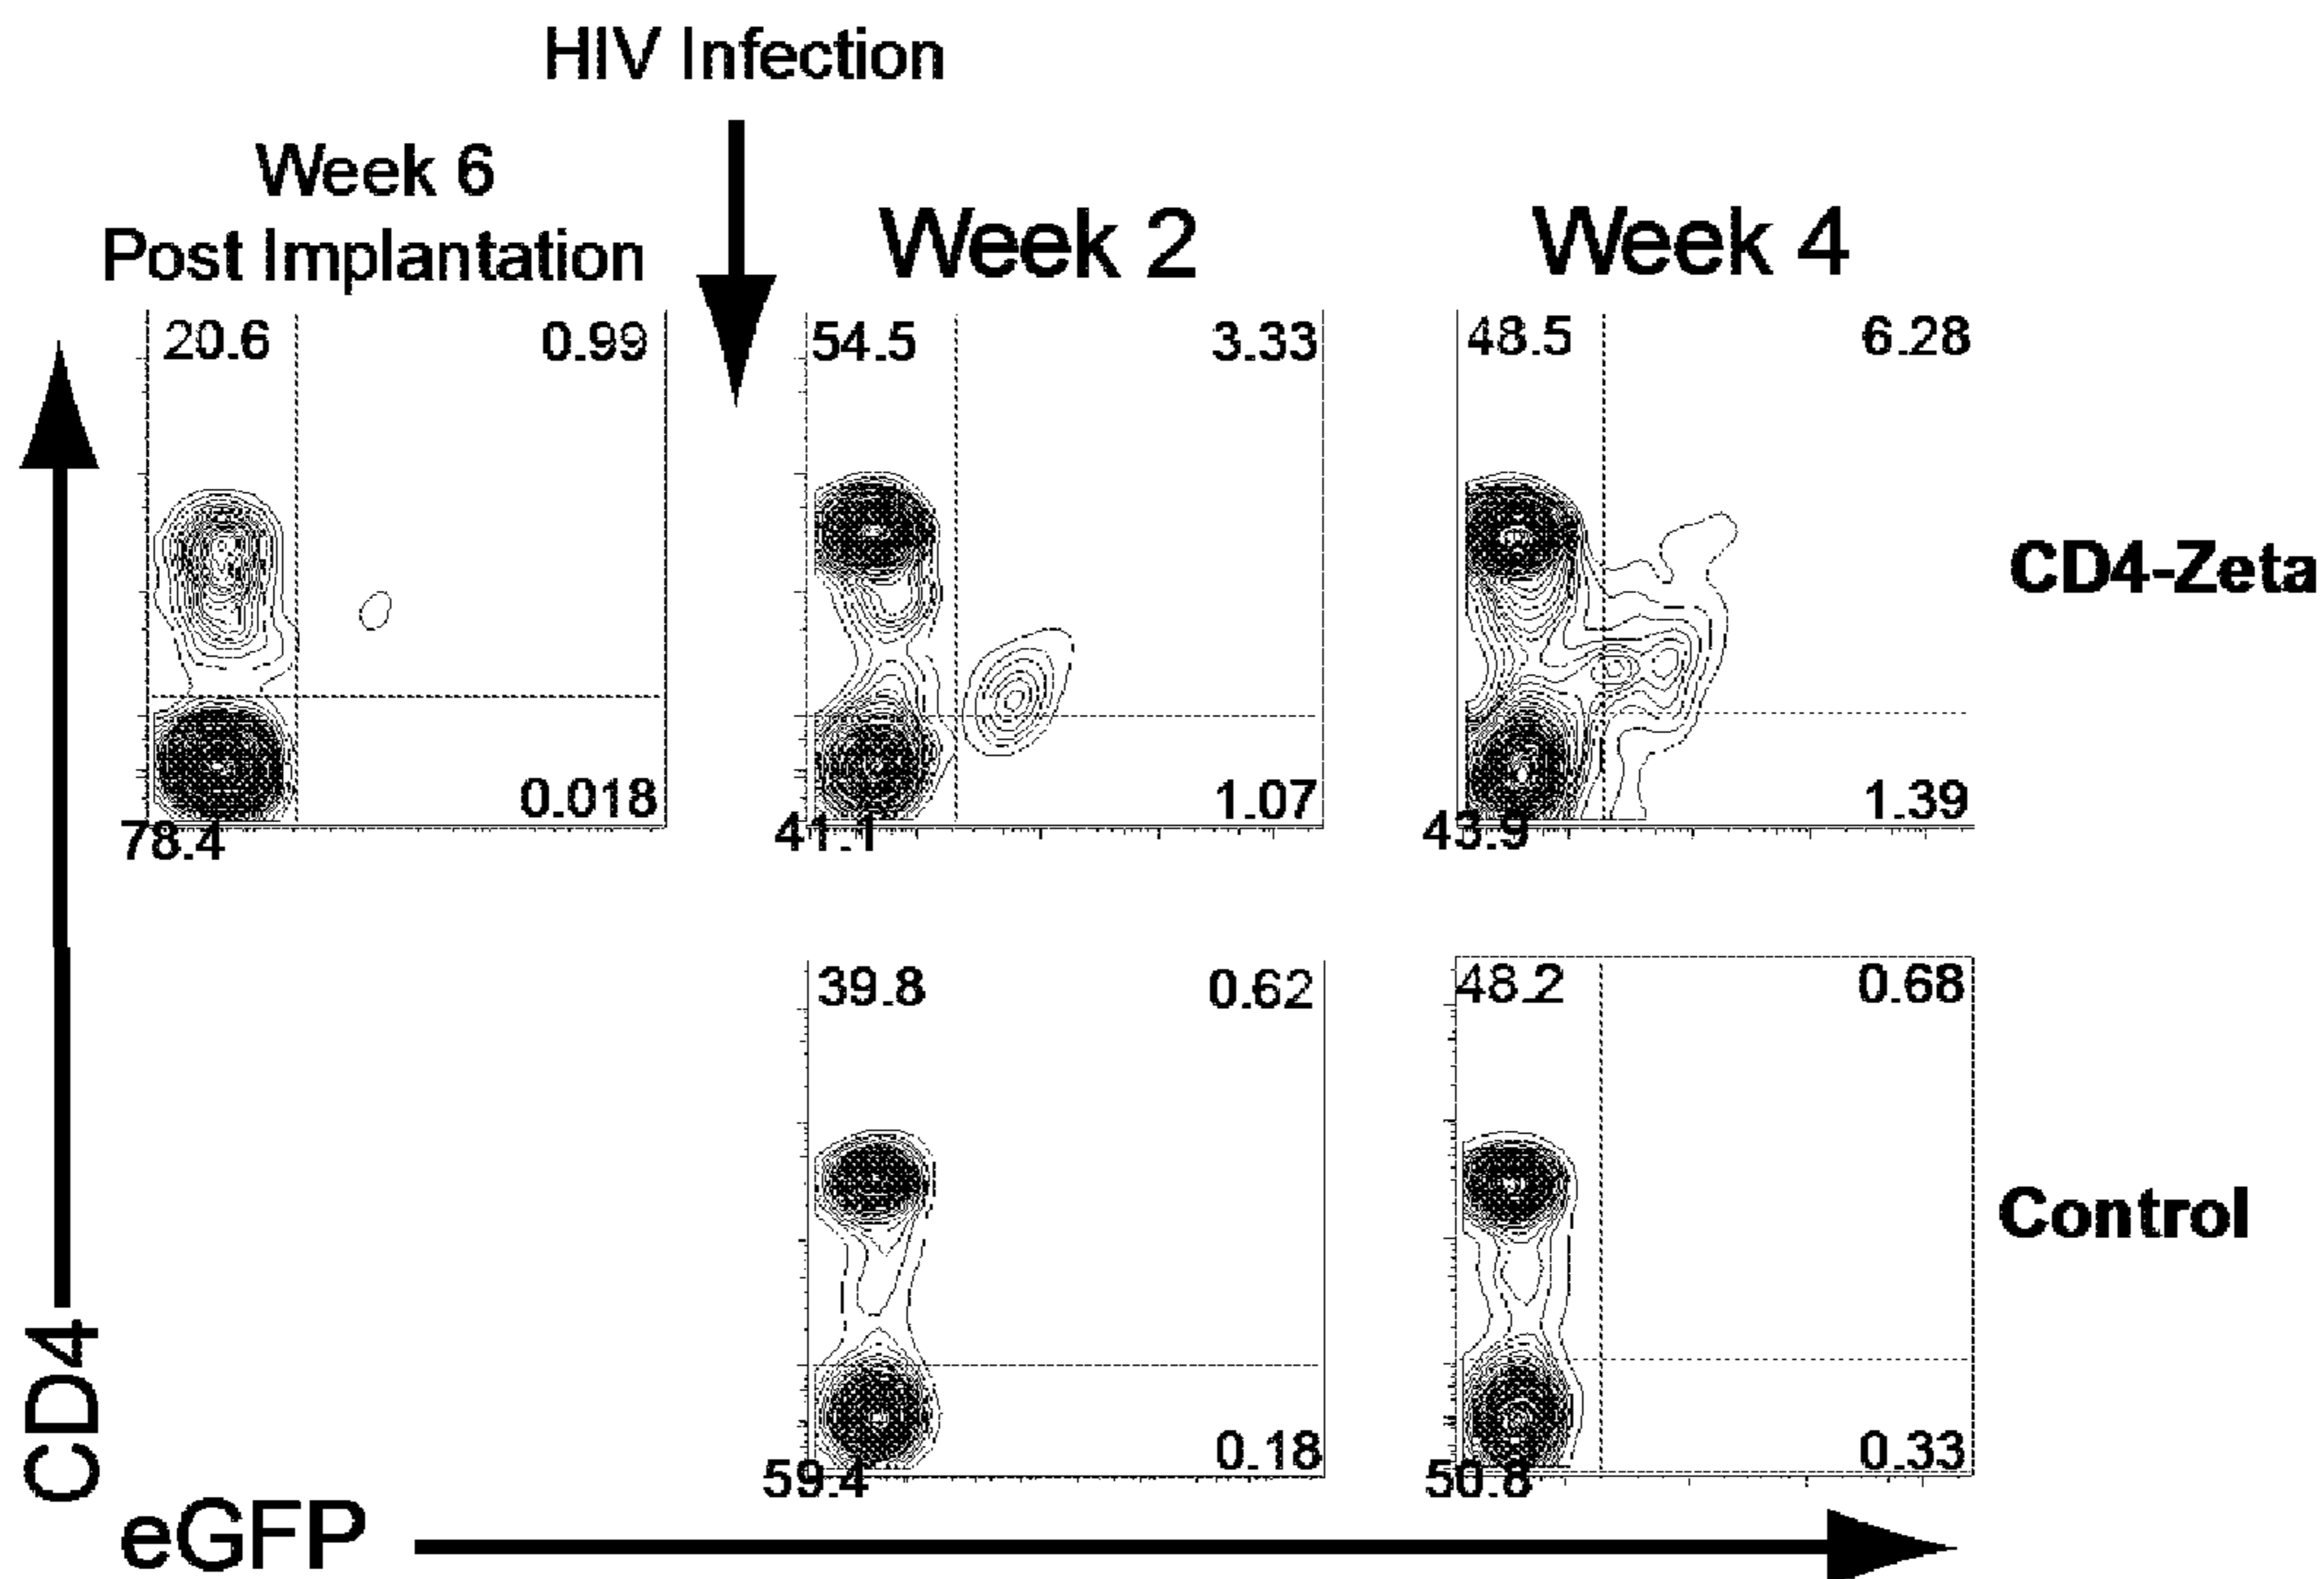 HIV Infection
Week 6
Post Implantation
Week 2
Week 4
20.6 0.99
54.5 3.33
48.5 6.28
CD4-Zeta
0.018
78.4
1.07
41.1
1.39
43.9
39.8 0.62
48.2 0.68
Control
0.18
59.4
0.33
50.8
CD4
eGFP